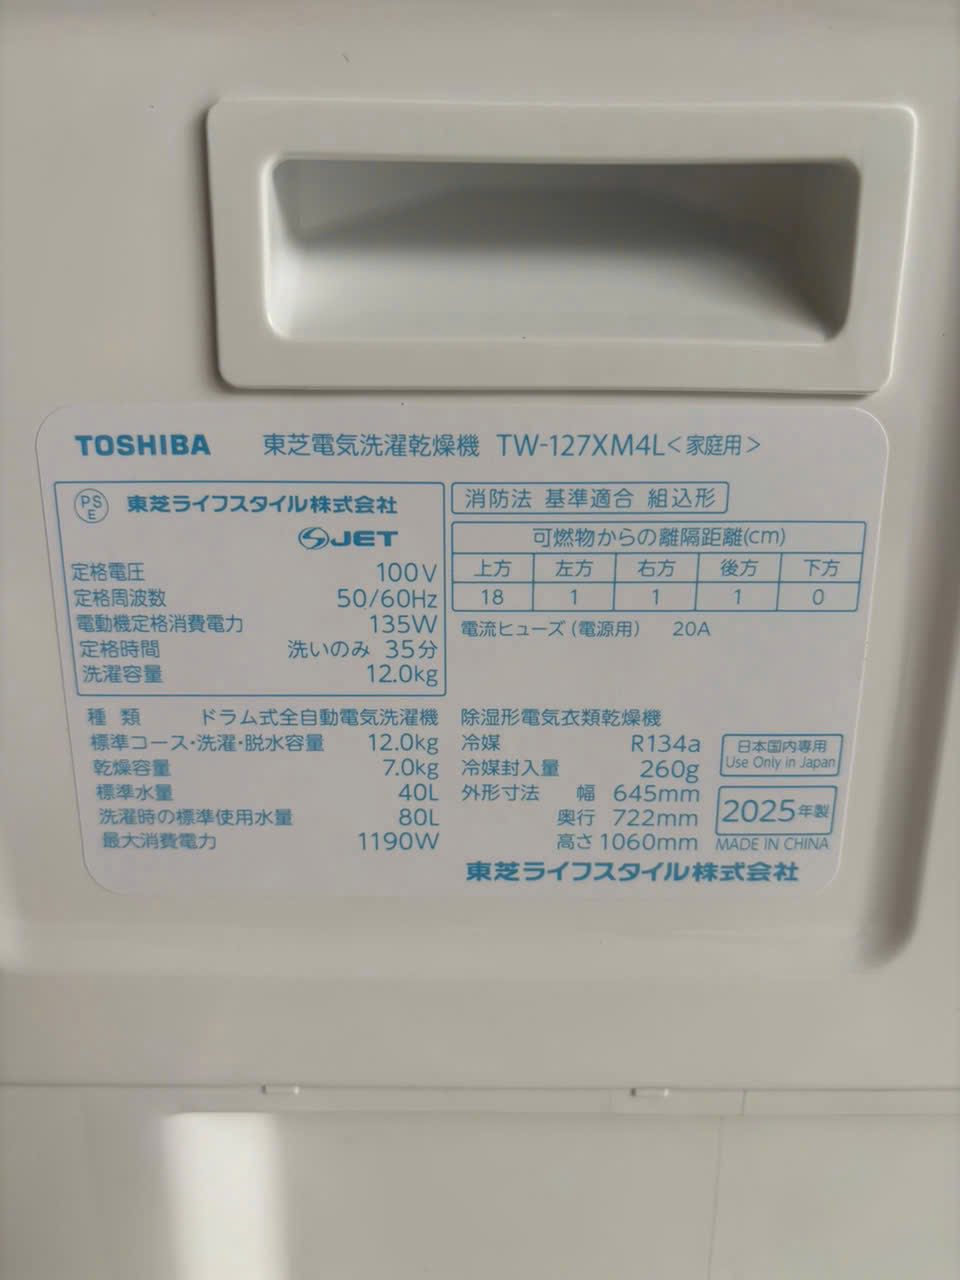 TOSHIBA 東芝電気洗濯乾燥機 TW-127XM4L<家庭用>
PSE 東芝ライフスタイル株式会社
SJET
定格電圧 100V
定格周波数 50/60Hz
電動機定格消費電力 135W
定格時間 洗いのみ 35分
洗濯容量 12.0kg
消防法 基準適合 組込形
可燃物からの離隔距離(cm)
上方 左方 右方 後方 下方
18 1 1 1 0
電流ヒューズ(電源用) 20A
種類 ドラム式全自動電気洗濯機
標準コース・洗濯・脱水容量 12.0kg
乾燥容量 7.0kg
標準水量 40L
洗濯時の標準使用水量 80L
最大消費電力 1190W
除湿形電気衣類乾燥機
冷媒 R134a
冷媒封入量 260g
外形寸法 幅 645mm
奥行 722mm
高さ 1060mm
日本国内専用
Use Only in Japan
2025年製
MADE IN CHINA
東芝ライフスタイル株式会社